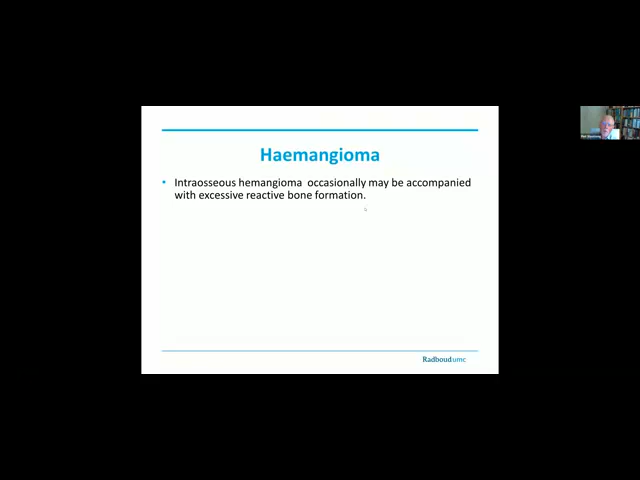 Haemangioma
• Intraosseous hemangioma occasionally may be accompanied
with excessive reactive bone formation.
Radboudumc